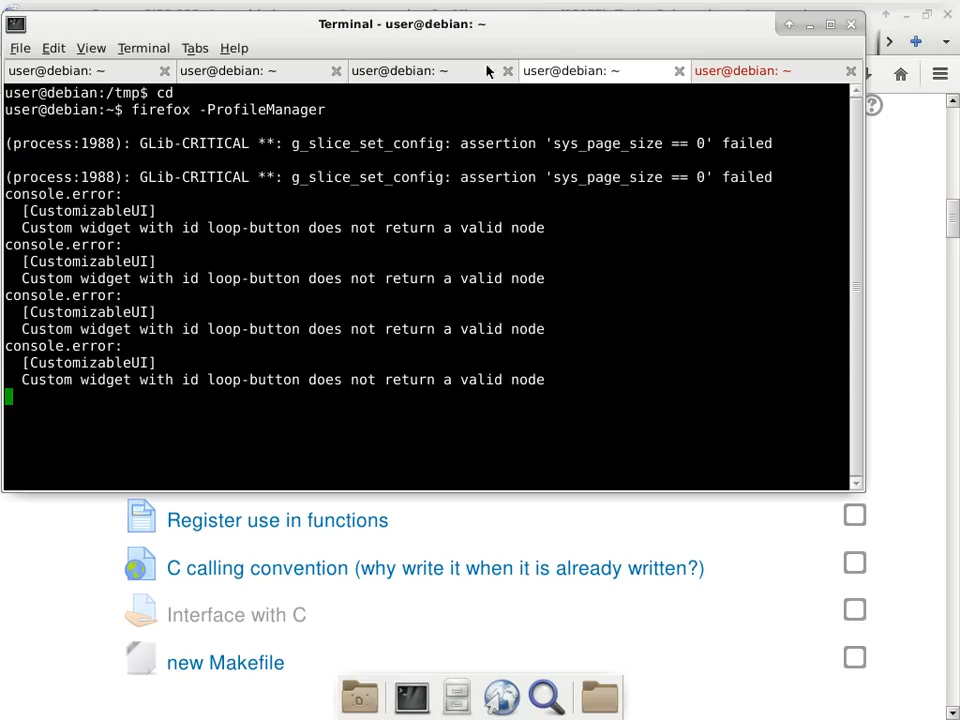 Terminal - user@debian: ~
File Edit View Terminal Tabs Help
user@debian: ~ user@debian: ~ user@debian: ~ user@debian: ~ user@debian: ~
user@debian:/tmp$ cd
user@debian:~$ firefox -ProfileManager
(process:1988): GLib-CRITICAL **: g_slice_set_config: assertion 'sys_page_size == 0' failed
(process:1988): GLib-CRITICAL **: g_slice_set_config: assertion 'sys_page_size == 0' failed
console.error:
[CustomizableUI]
Custom widget with id loop-button does not return a valid node
console.error:
[CustomizableUI]
Custom widget with id loop-button does not return a valid node
console.error:
[CustomizableUI]
Custom widget with id loop-button does not return a valid node
console.error:
[CustomizableUI]
Custom widget with id loop-button does not return a valid node
Register use in functions
C calling convention (why write it when it is already written?)
Interface with C
new Makefile